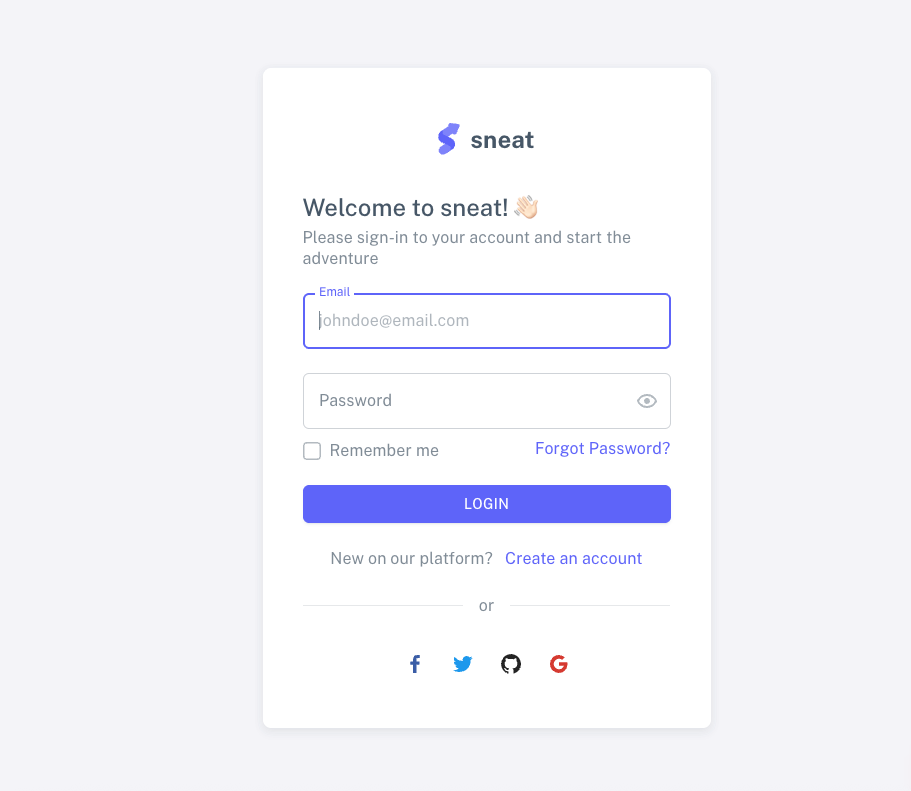 sneat
Welcome to sneat! 👋🏻
Please sign-in to your account and start the
adventure
Email
johndoe@email.com
Password
Remember me
Forgot Password?
LOGIN
New on our platform? Create an account
or